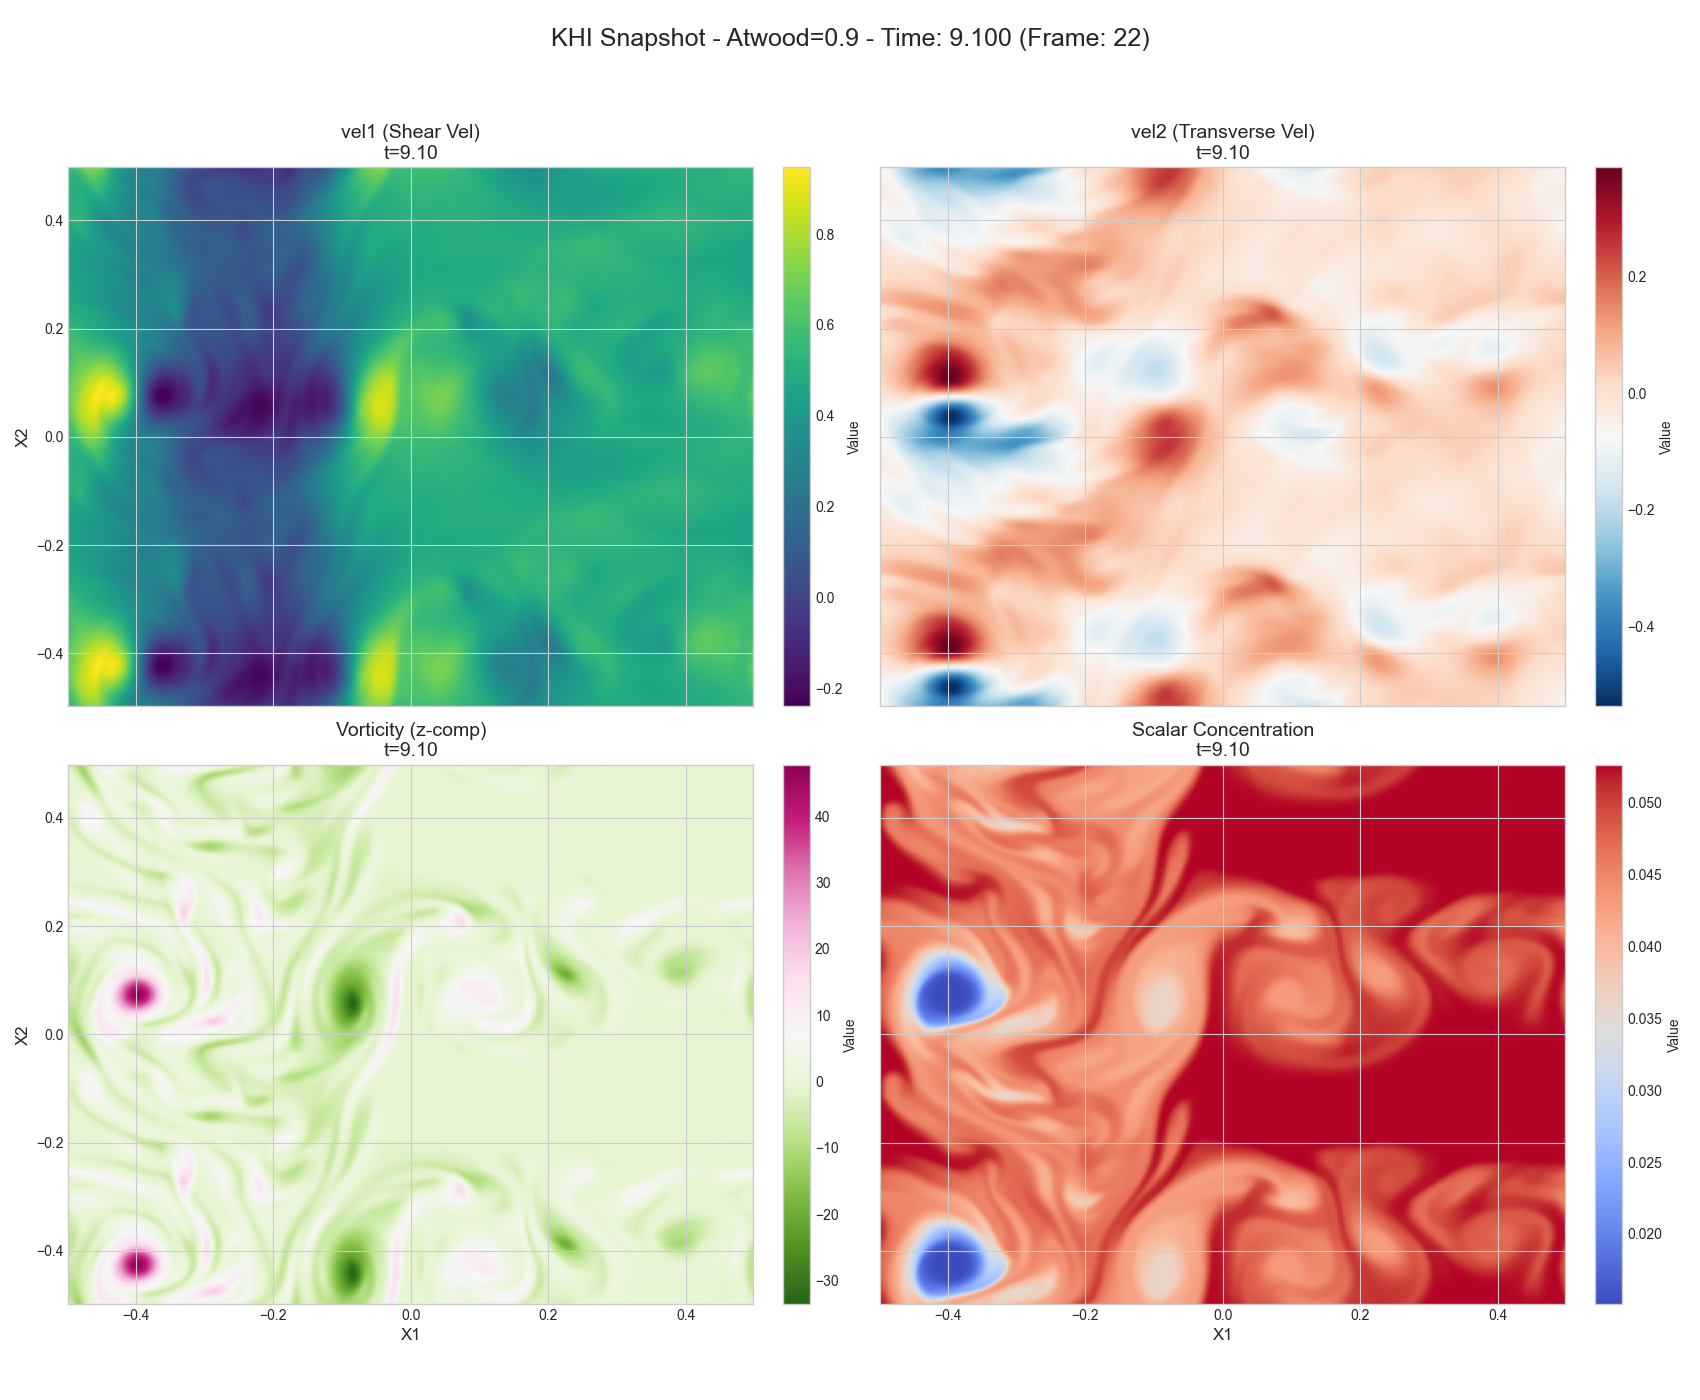 KHI Snapshot - Atwood=0.9 - Time: 9.100 (Frame: 22)
vel1 (Shear Vel)
t=9.10
vel2 (Transverse Vel)
t=9.10
0.4
0.2
0.0
−0.2
−0.4
X2
0.8
0.6
0.4
0.2
0.0
−0.2
Value
0.2
0.0
−0.2
−0.4
Value
Vorticity (z-comp)
t=9.10
Scalar Concentration
t=9.10
0.4
0.2
0.0
−0.2
−0.4
X2
−0.4
−0.2
0.0
0.2
0.4
X1
40
30
20
10
0
−10
−20
−30
Value
−0.4
−0.2
0.0
0.2
0.4
X1
0.050
0.045
0.040
0.035
0.030
0.025
0.020
Value